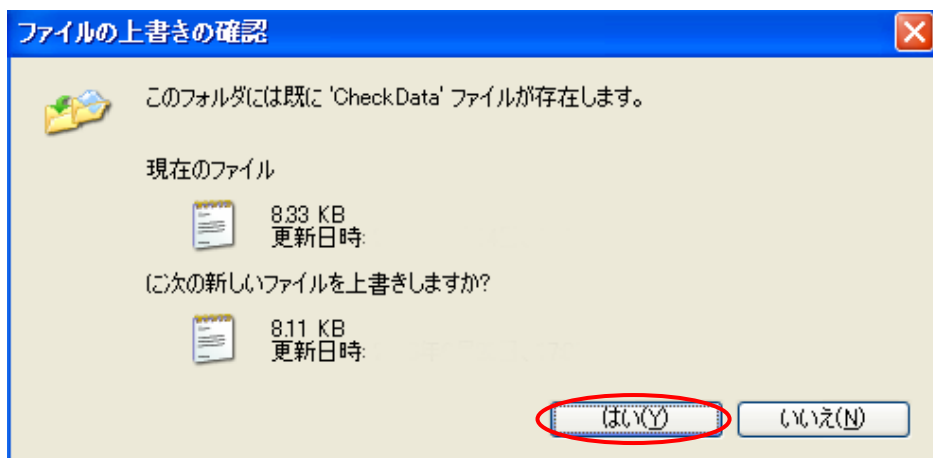 ファイルの上書きの確認
このフォルダには既に 'CheckData' ファイルが存在します。
現在のファイル
8.33 KB
更新日時:
に次の新しいファイルを上書きしますか?
8.11 KB
更新日時:
はい(Y) いいえ(N)